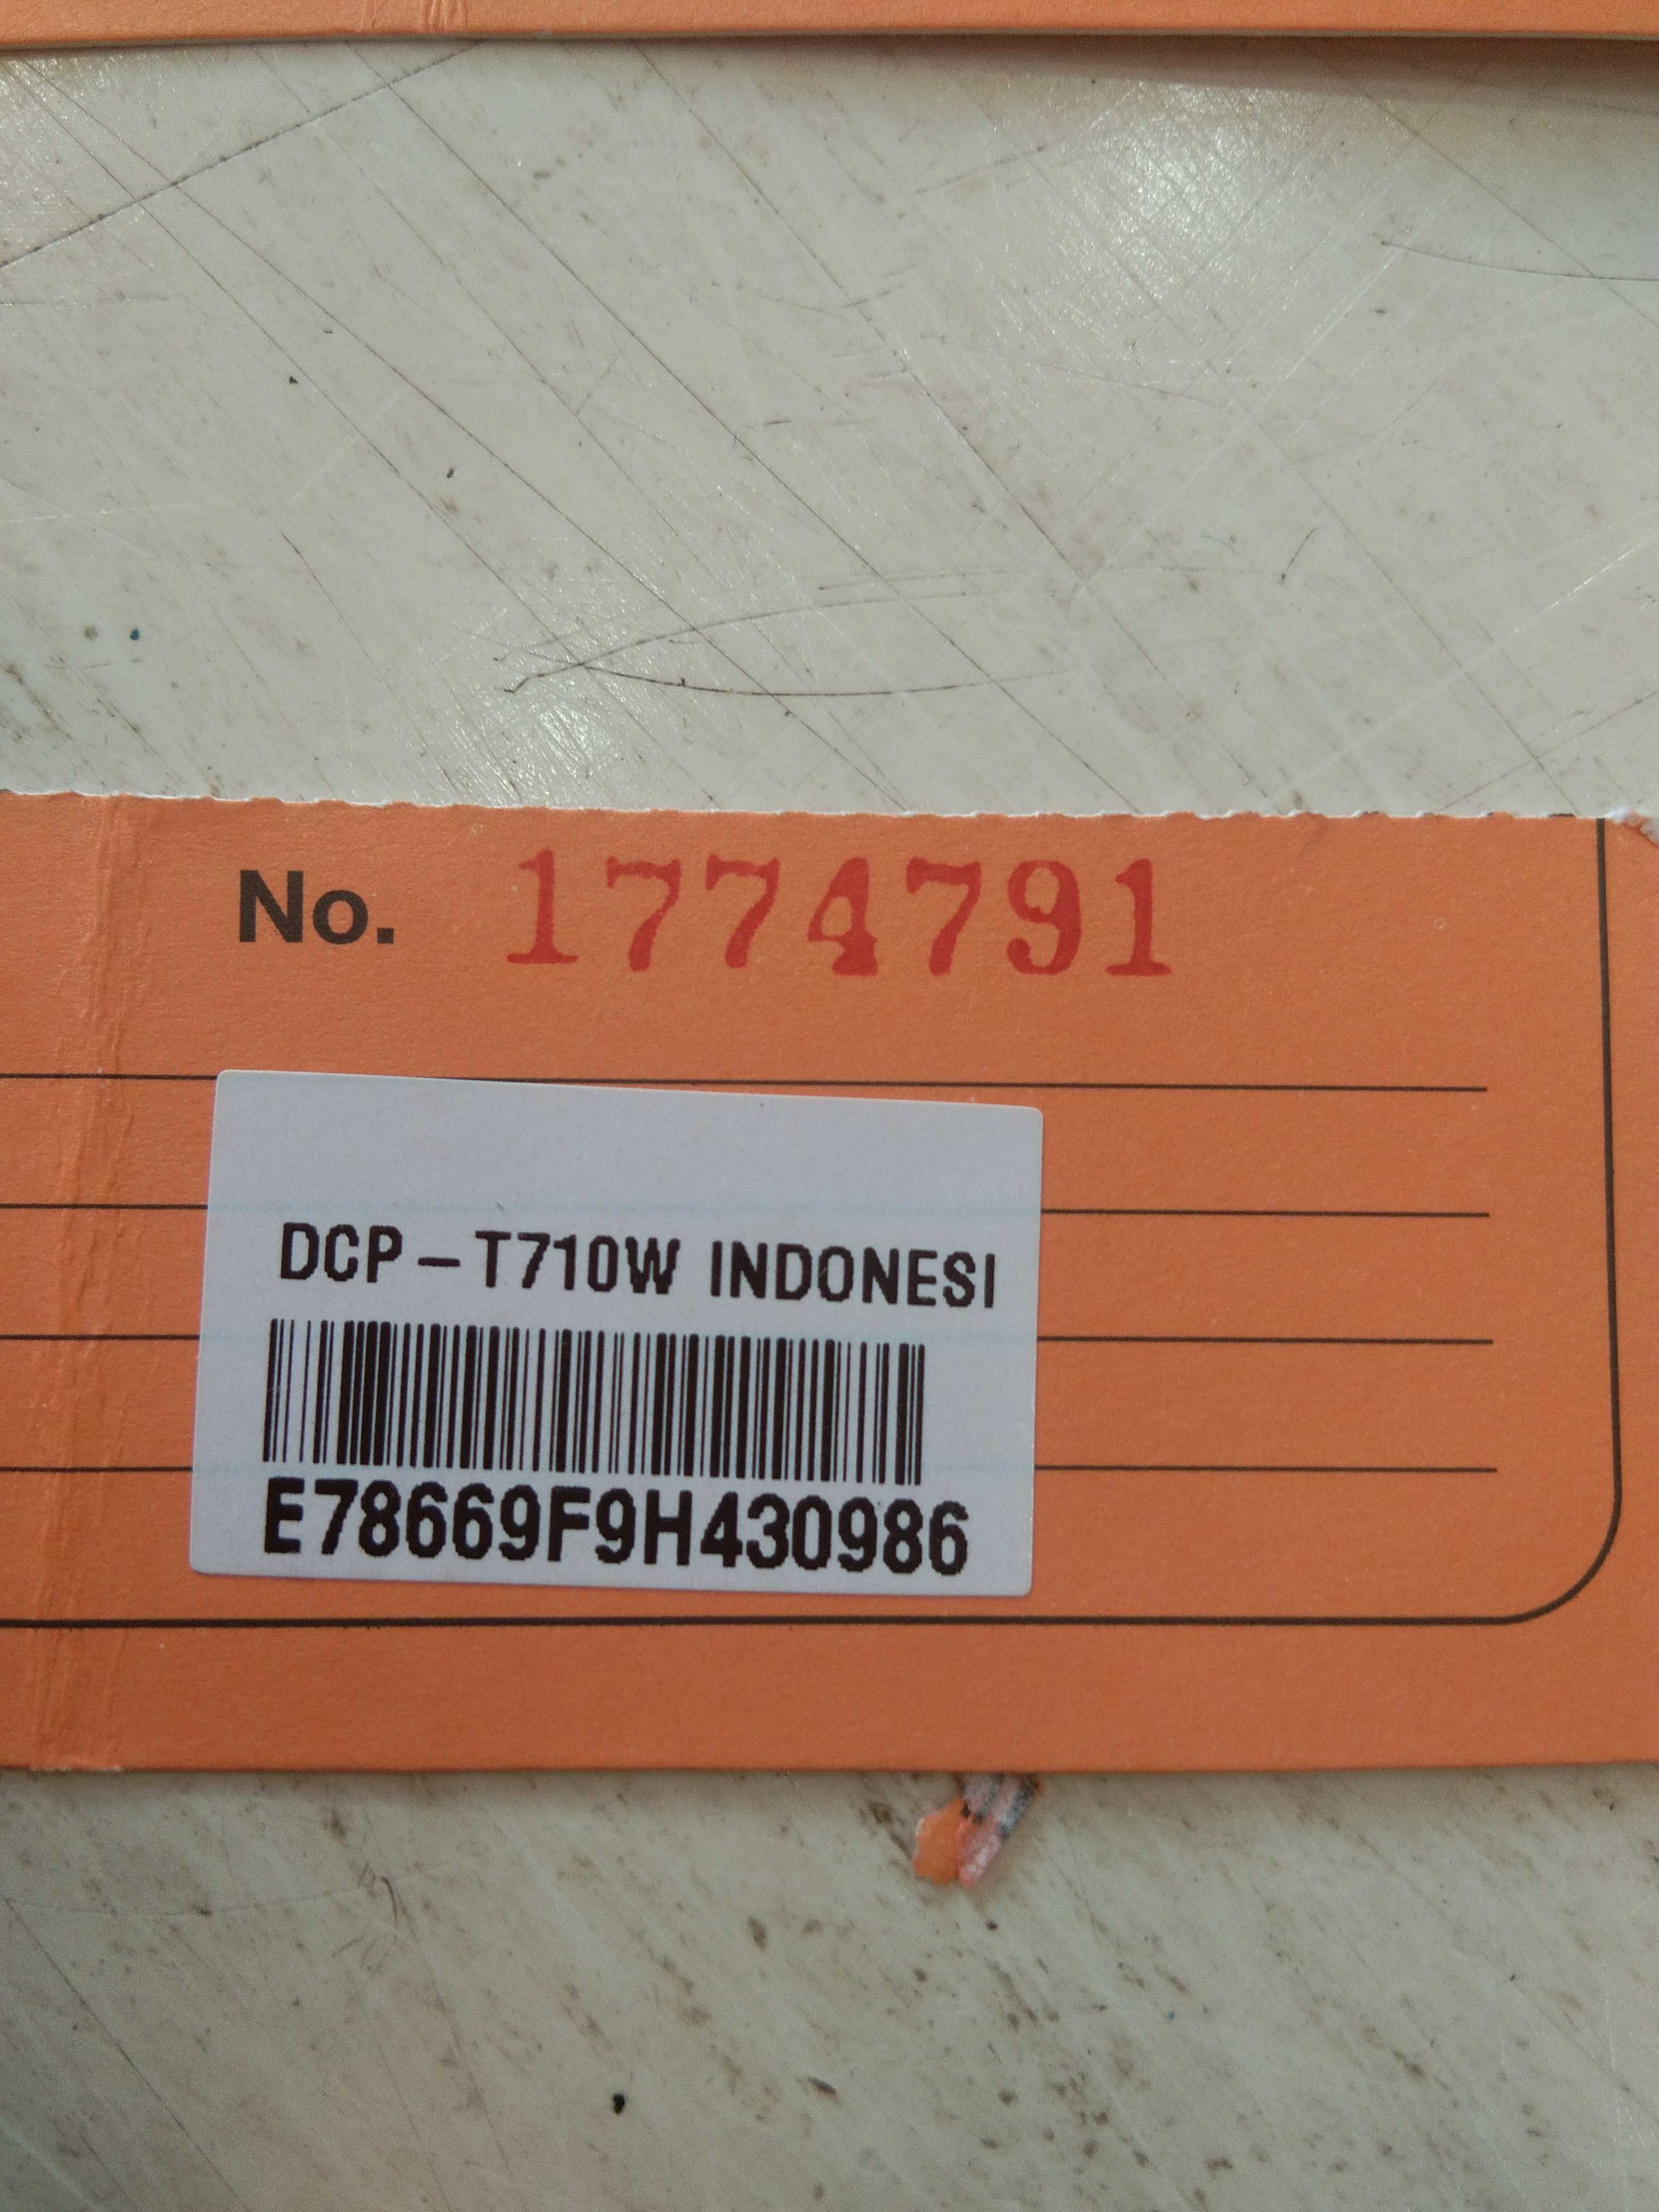 No. 1774791
DCP-T710W INDONESI
E78669F9H430986